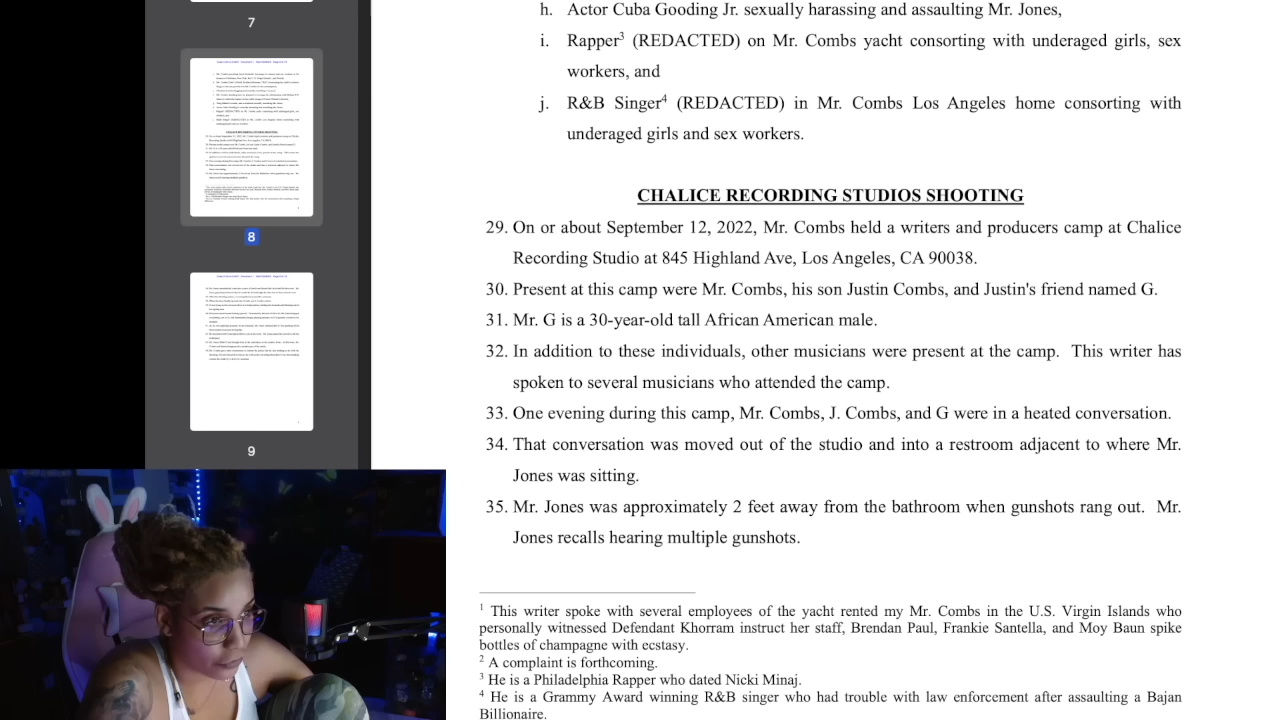 7
8
9
h. Actor Cuba Gooding Jr. sexually harassing and assaulting Mr. Jones,
i. Rapper3 (REDACTED) on Mr. Combs yacht consorting with underaged girls, sex
workers, and
j. R&B Singer4 (REDACTED) in Mr. Combs Los Angeles home consorting with
underaged girls and sex workers.
CHALICE RECORDING STUDIOS SHOOTING
29. On or about September 12, 2022, Mr. Combs held a writers and producers camp at Chalice
Recording Studio at 845 Highland Ave, Los Angeles, CA 90038.
30. Present at this camp were Mr. Combs, his son Justin Combs, and Justin's friend named G.
31. Mr. G is a 30-year-old tall African American male.
32. In addition to these individuals, other musicians were present at the camp. This writer has
spoken to several musicians who attended the camp.
33. One evening during this camp, Mr. Combs, J. Combs, and G were in a heated conversation.
34. That conversation was moved out of the studio and into a restroom adjacent to where Mr.
Jones was sitting.
35. Mr. Jones was approximately 2 feet away from the bathroom when gunshots rang out. Mr.
Jones recalls hearing multiple gunshots.
1 This writer spoke with several employees of the yacht rented my Mr. Combs in the U.S. Virgin Islands who
personally witnessed Defendant Khorram instruct her staff, Brendan Paul, Frankie Santella, and Moy Baun spike
bottles of champagne with ecstasy.
2 A complaint is forthcoming.
3 He is a Philadelphia Rapper who dated Nicki Minaj.
4 He is a Grammy Award winning R&B singer who had trouble with law enforcement after assaulting a Bajan
Billionaire.